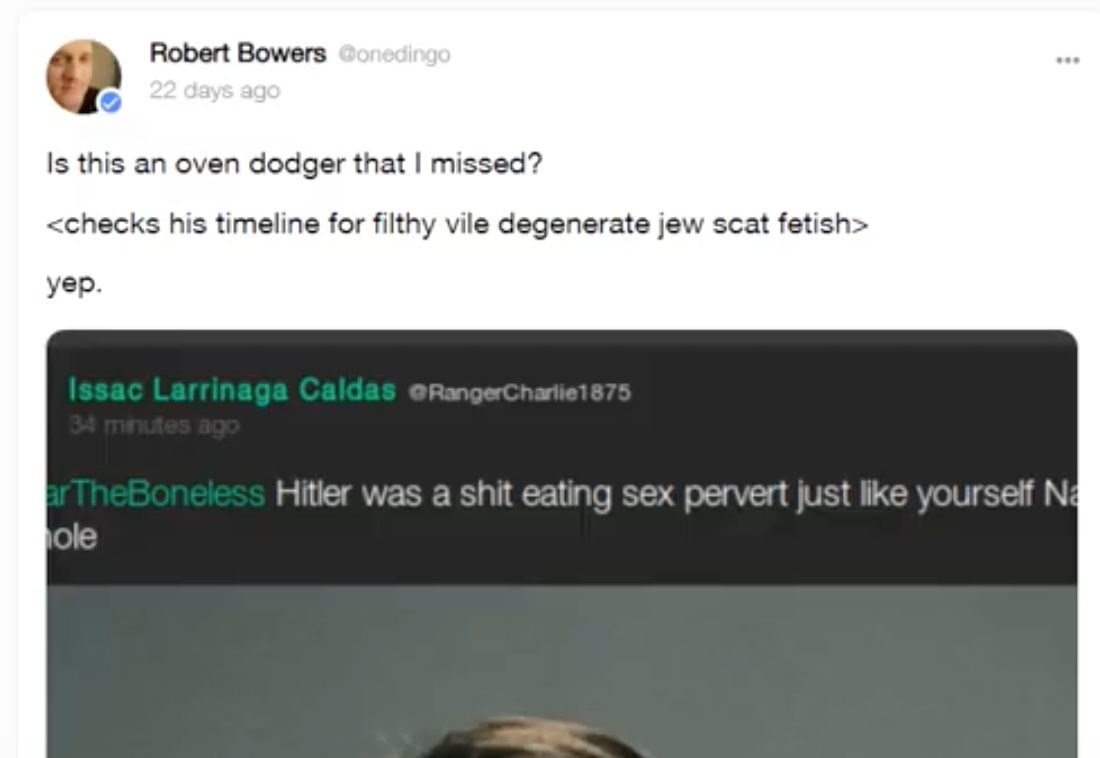 Robert Bowers @onedingo
22 days ago
Is this an oven dodger that I missed?
<checks his timeline for filthy vile degenerate jew scat fetish>
yep.
Issac Larrinaga Caldas @RangerCharlie1875
34 minutes ago
arTheBoneless Hitler was a shit eating sex pervert just like yourself Na
ole